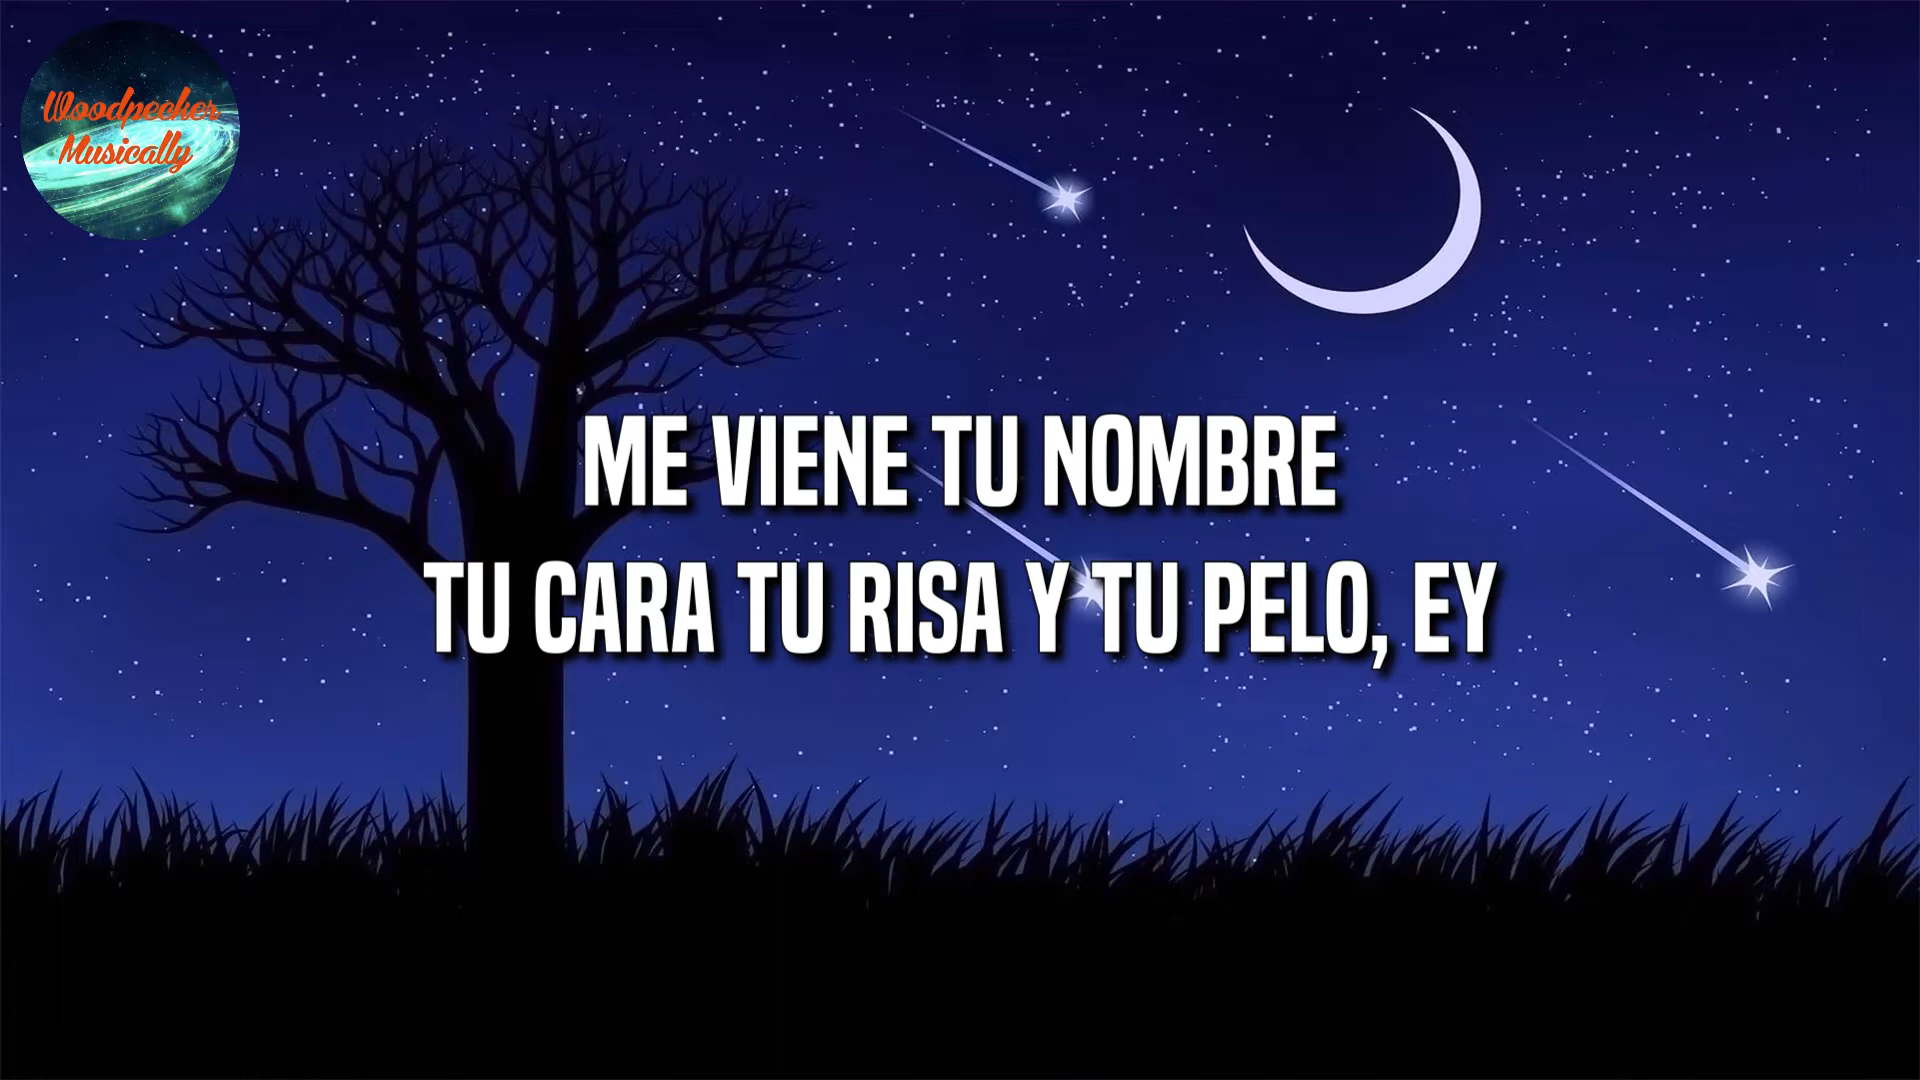 Woodpecker
Musically
ME VIENE TU NOMBRE
TU CARA TU RISA Y TU PELO, EY